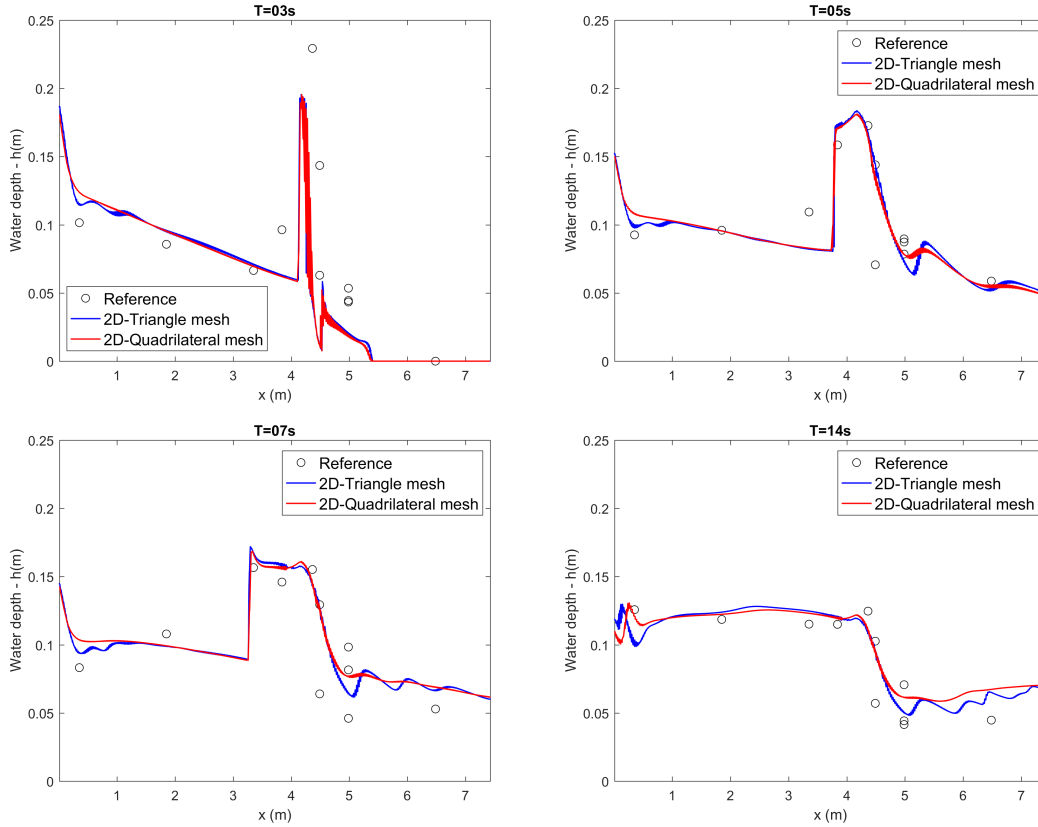 T=03s
0.25
0.2
0.15
0.1
0.05
0
Water depth - h(m)
Reference
2D-Triangle mesh
2D-Quadrilateral mesh
1 2 3 4 5 6 7
x (m)
T=05s
0.25
0.2
0.15
0.1
0.05
0
Water depth - h(m)
Reference
2D-Triangle mesh
2D-Quadrilateral mesh
1 2 3 4 5 6 7
x (m)
T=07s
0.25
0.2
0.15
0.1
0.05
0
Water depth - h(m)
Reference
2D-Triangle mesh
2D-Quadrilateral mesh
1 2 3 4 5 6 7
x (m)
T=14s
0.25
0.2
0.15
0.1
0.05
0
Water depth - h(m)
Reference
2D-Triangle mesh
2D-Quadrilateral mesh
1 2 3 4 5 6 7
x (m)